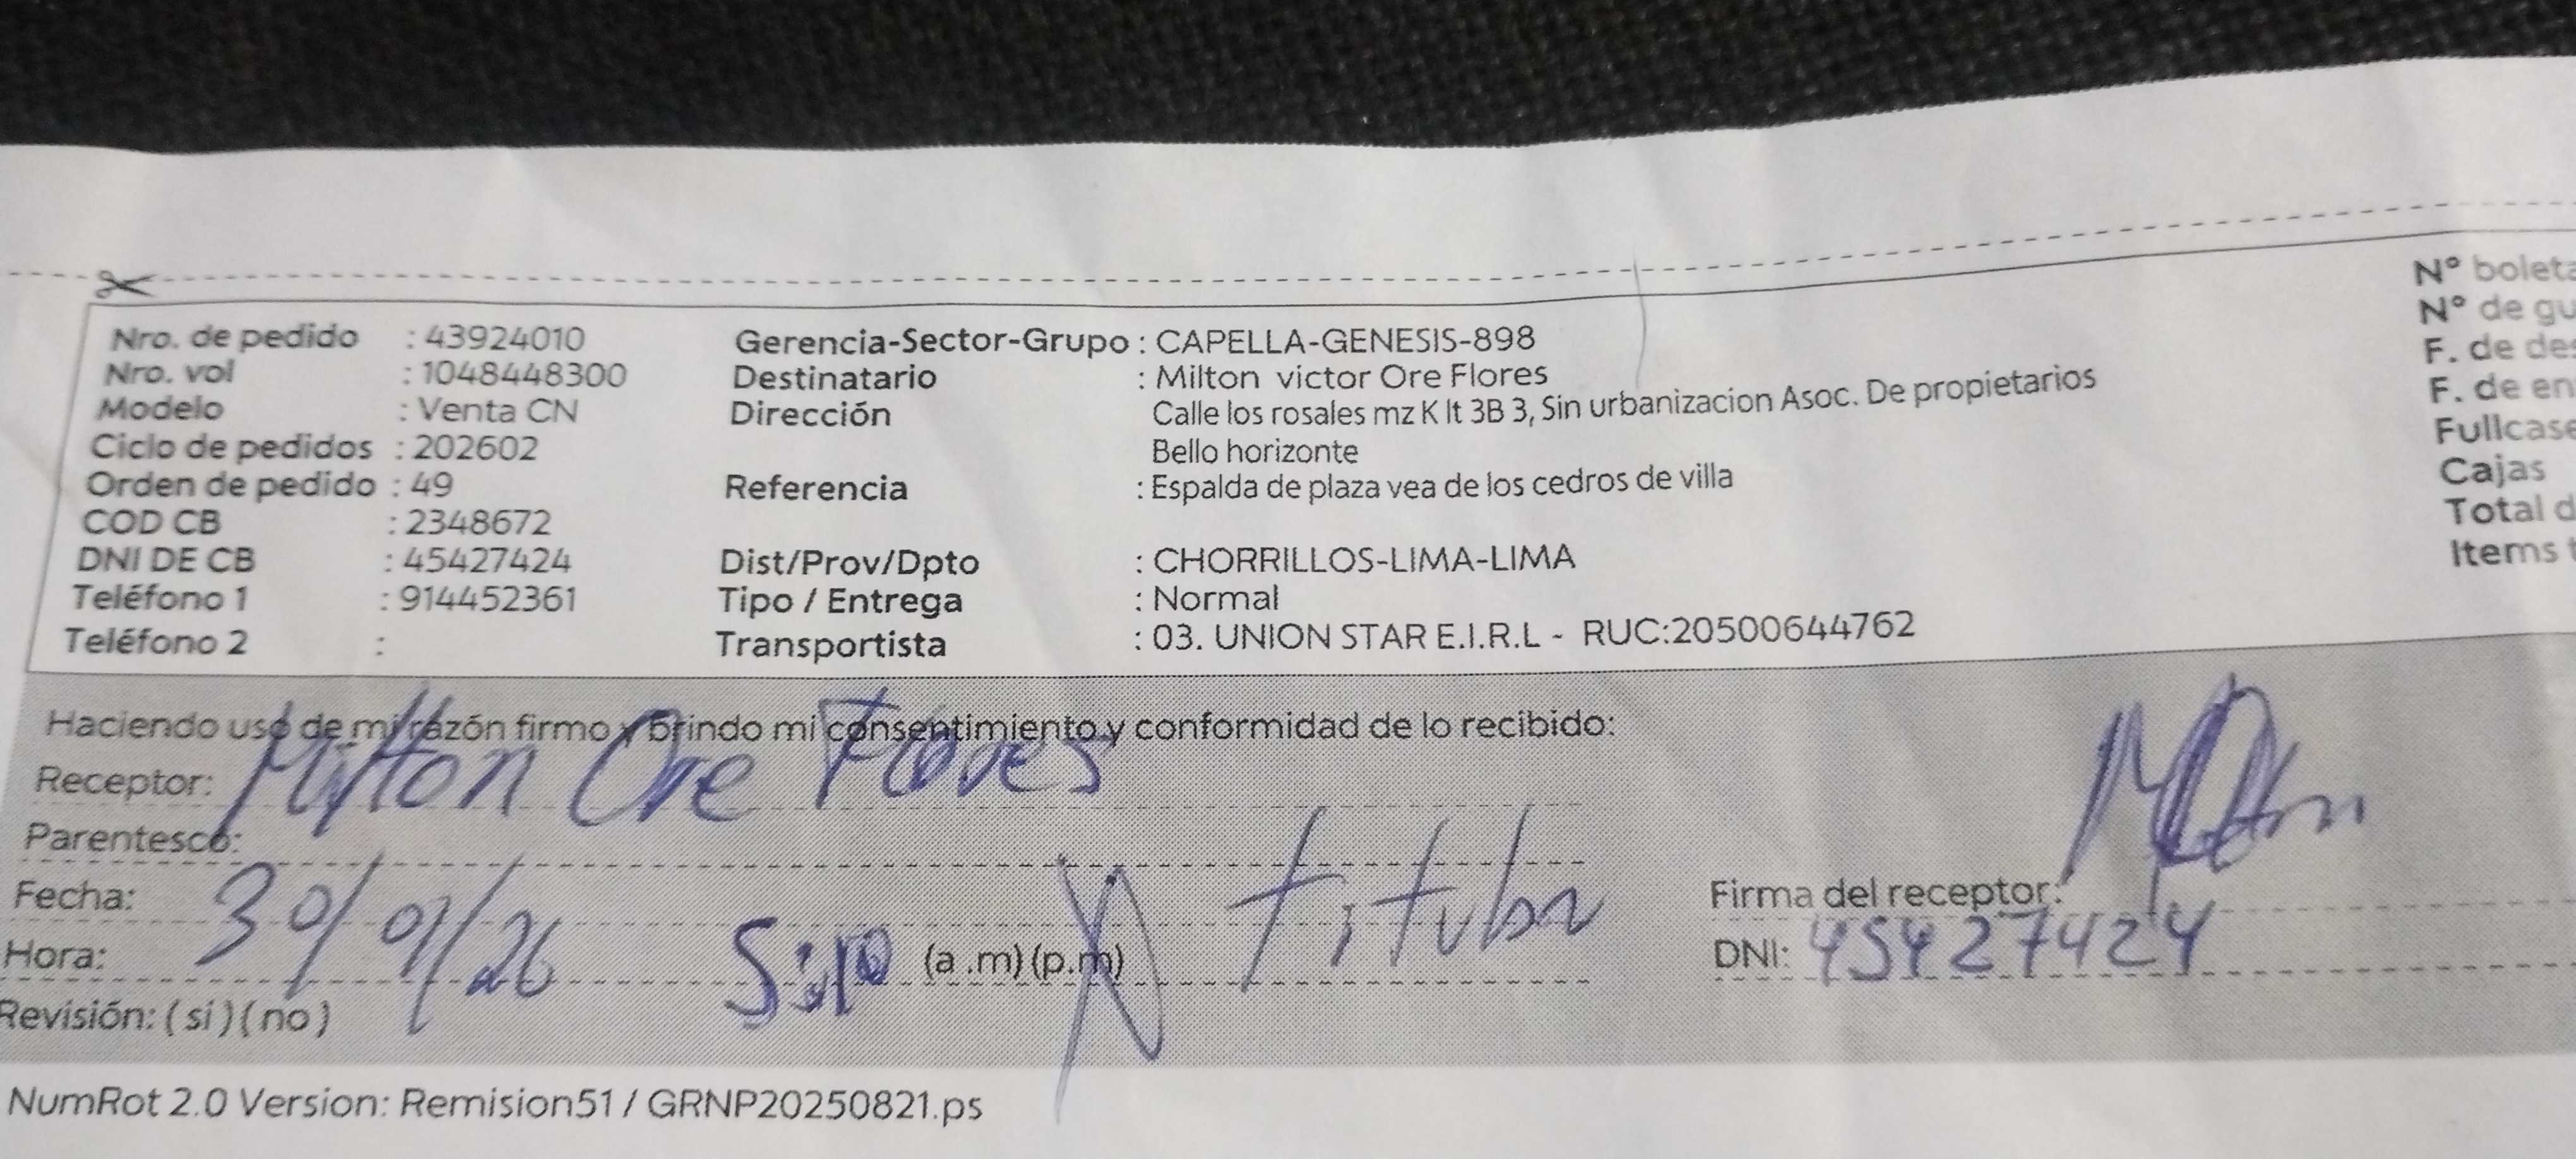 Nro. de pedido : 43924010
Nro. vol : 1048448300
Modelo : Venta CN
Ciclo de pedidos : 202602
Orden de pedido : 49
COD CB : 2348672
DNI DE CB : 45427424
Teléfono 1 : 914452361
Teléfono 2 :
Gerencia-Sector-Grupo : CAPELLA-GENESIS-898
Destinatario : Milton victor Ore Flores
Dirección Calle los rosales mz K lt 3B 3, Sin urbanizacion Asoc. De propietarios
Bello horizonte
Referencia : Espalda de plaza vea de los cedros de villa
Dist/Prov/Dpto : CHORRILLOS-LIMA-LIMA
Tipo / Entrega : Normal
Transportista : 03. UNION STAR E.I.R.L - RUC:20500644762
N° boleta
N° de gu
F. de des
F. de en
Fullcase
Cajas
Total d
Items t
Haciendo uso de mi razón firmo y brindo mi consentimiento y conformidad de lo recibido:
Receptor: Milton Ore Flores
Parentesco:
Fecha: 30/01/26
Hora: (a .m) (p.m)
Revisión: ( si ) ( no )
Firma del receptor:
DNI: 45427424
NumRot 2.0 Version: Remision51 / GRNP20250821.ps